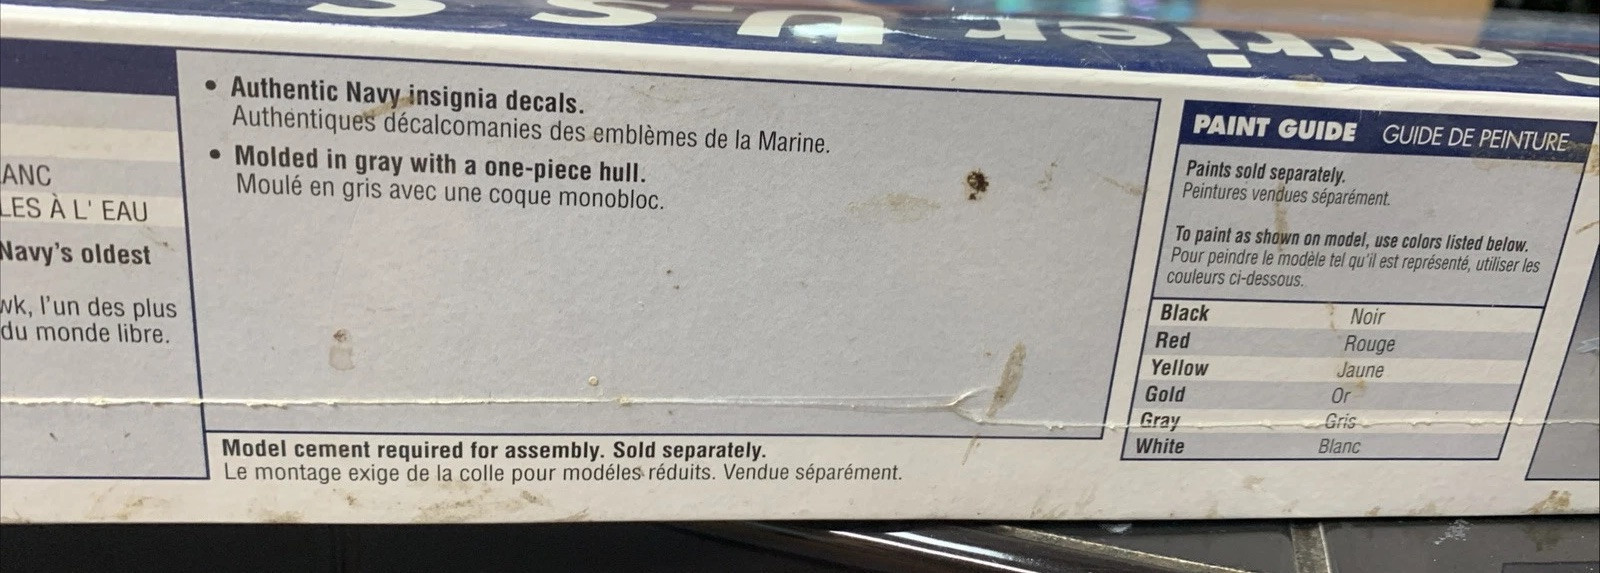 U.S.S.
ANC
LES À L' EAU
Navy's oldest
wk, l'un des plus
du monde libre.
• Authentic Navy insignia decals.
Authentiques décalcomanies des emblèmes de la Marine.
• Molded in gray with a one-piece hull.
Moulé en gris avec une coque monobloc.
Model cement required for assembly. Sold separately.
Le montage exige de la colle pour modéles réduits. Vendue séparément.
PAINT GUIDE GUIDE DE PEINTURE
Paints sold separately.
Peintures vendues séparément.
To paint as shown on model, use colors listed below.
Pour peindre le modèle tel qu'il est représenté, utiliser les
couleurs ci-dessous.
Black Noir
Red Rouge
Yellow Jaune
Gold Or
Gray Gris
White Blanc